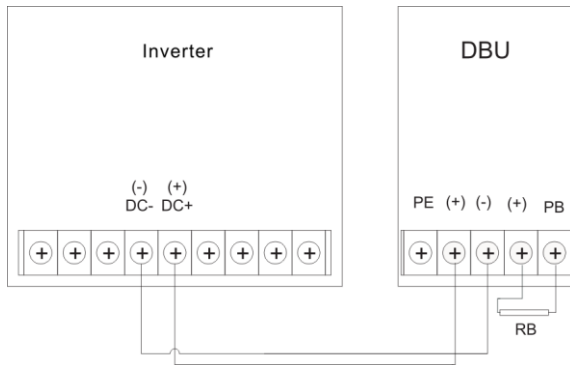 Inverter
DBU
(-) (+)
DC- DC+
PE (+) (-) (+) PB
RB